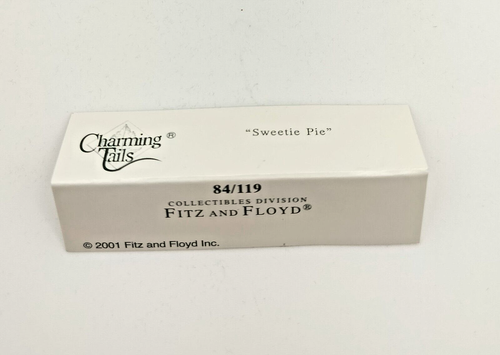 Charming ®
Tails
"Sweetie Pie"
84/119
COLLECTIBLES DIVISION
FITZ AND FLOYD®
© 2001 Fitz and Floyd Inc.